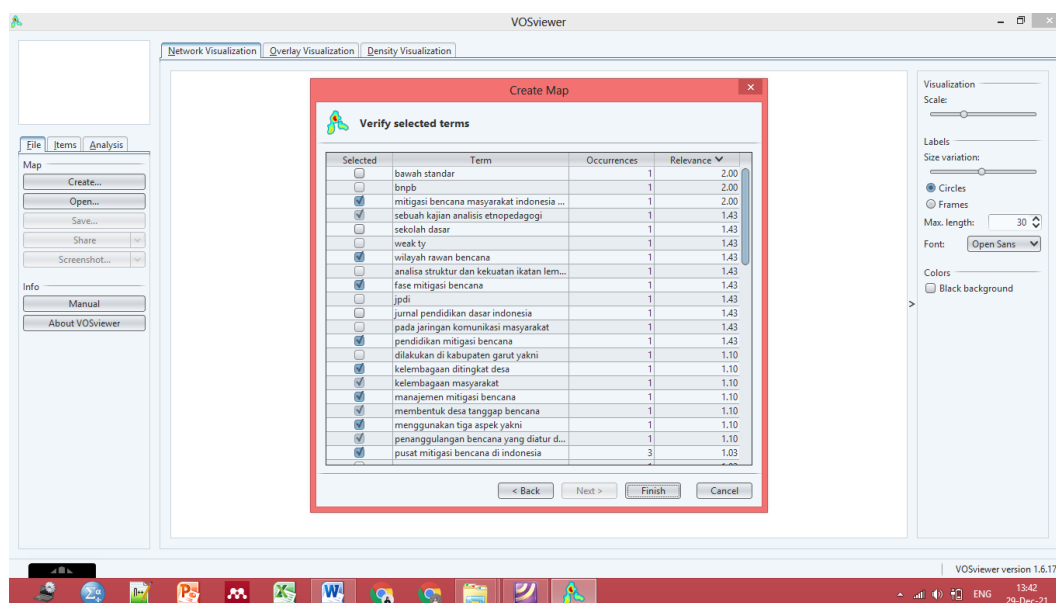 VOSviewer
Network Visualization Overlay Visualization Density Visualization
File Items Analysis
Map
Create...
Open...
Save...
Share
Screenshot...
Info
Manual
About VOSviewer
Create Map
Verify selected terms
Selected Term Occurrences Relevance
bawah standar 1 2.00
bnpb 1 2.00
mitigasi bencana masyarakat indonesia ... 1 2.00
sebuah kajian analisis etnopedagogi 1 1.43
sekolah dasar 1 1.43
weak ty 1 1.43
wilayah rawan bencana 1 1.43
analisa struktur dan kekuatan ikatan lem... 1 1.43
fase mitigasi bencana 1 1.43
jpdi 1 1.43
jurnal pendidikan dasar indonesia 1 1.43
pada jaringan komunikasi masyarakat 1 1.43
pendidikan mitigasi bencana 1 1.43
dilakukan di kabupaten garut yakni 1 1.10
kelembagaan ditingkat desa 1 1.10
kelembagaan masyarakat 1 1.10
manajemen mitigasi bencana 1 1.10
membentuk desa tanggap bencana 1 1.10
menggunakan tiga aspek yakni 1 1.10
penanggulangan bencana yang diatur d... 1 1.10
pusat mitigasi bencana di indonesia 3 1.03
< Back Next > Finish Cancel
Visualization
Scale:
Labels
Size variation:
Circles
Frames
Max. length: 30
Font: Open Sans
Colors
Black background
>
VOSviewer version 1.6.17
ENG
13:42
29-Dec-21